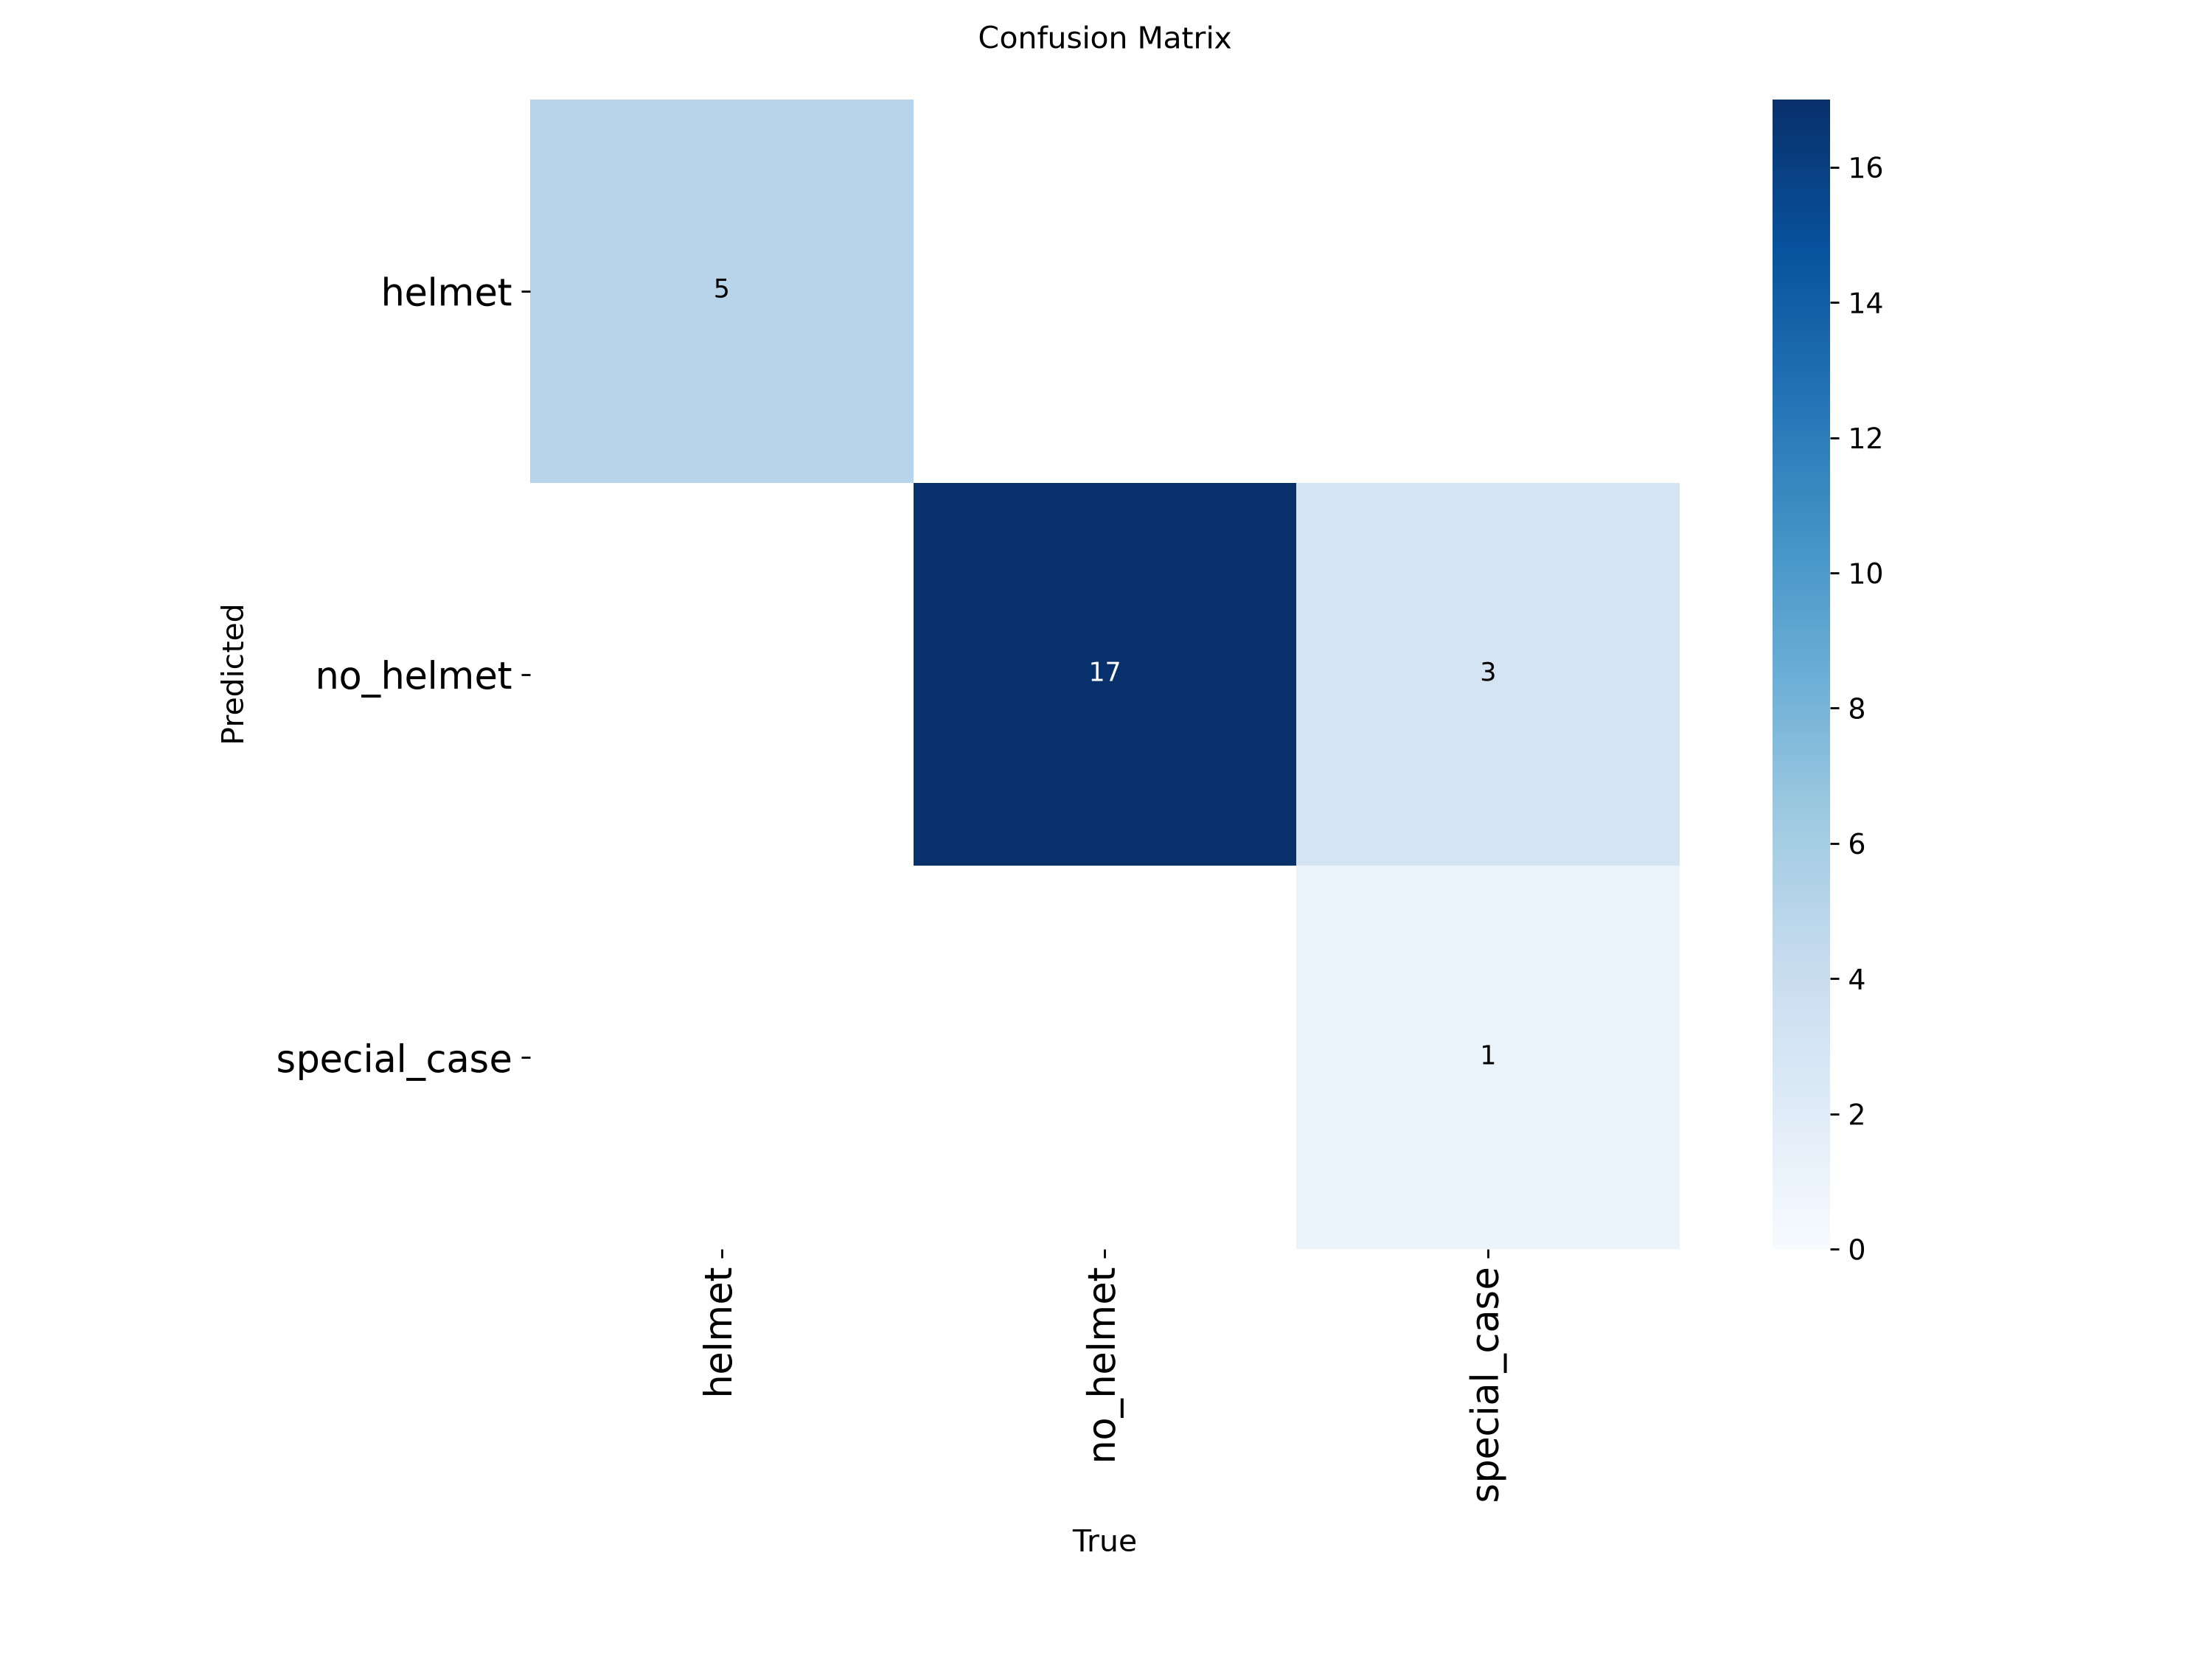 Confusion Matrix
helmet
5
Predicted
no_helmet
17
3
special_case
1
helmet
no_helmet
special_case
True
16
14
12
10
8
6
4
2
0